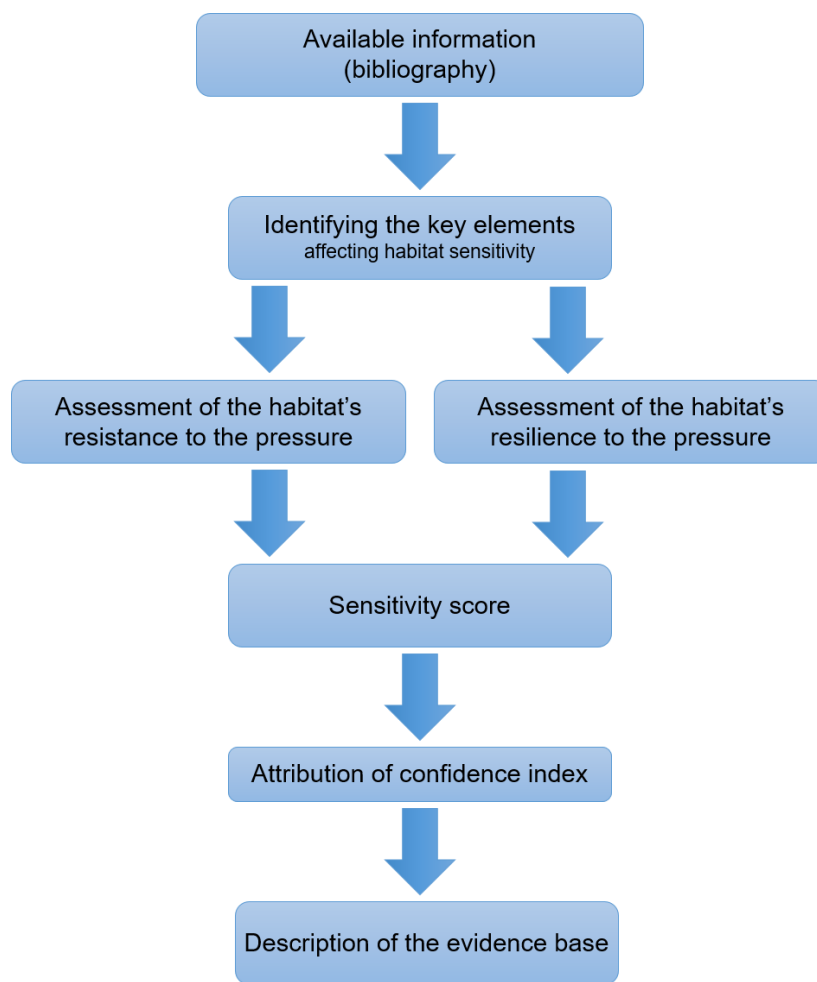 Available information
(bibliography)
Identifying the key elements
affecting habitat sensitivity
Assessment of the habitat's
resistance to the pressure
Assessment of the habitat's
resilience to the pressure
Sensitivity score
Attribution of confidence index
Description of the evidence base